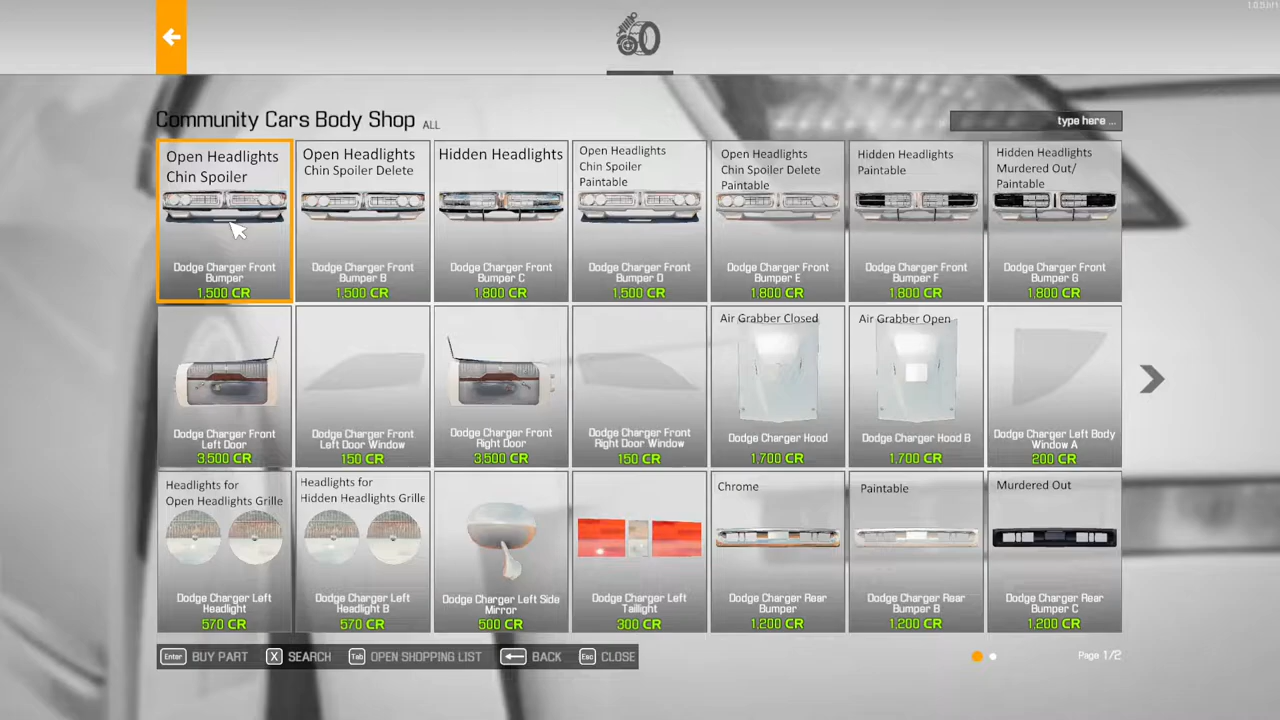 Community Cars Body Shop ALL
type here ...
Open Headlights
Chin Spoiler
Dodge Charger Front
Bumper
1,500 CR
Open Headlights
Chin Spoiler Delete
Dodge Charger Front
Bumper B
1,500 CR
Hidden Headlights
Dodge Charger Front
Bumper C
1,800 CR
Open Headlights
Chin Spoiler
Paintable
Dodge Charger Front
Bumper D
1,500 CR
Open Headlights
Chin Spoiler Delete
Paintable
Dodge Charger Front
Bumper E
1,800 CR
Hidden Headlights
Paintable
Dodge Charger Front
Bumper F
1,800 CR
Hidden Headlights
Murdered Out/
Paintable
Dodge Charger Front
Bumper G
1,800 CR
Dodge Charger Front
Left Door
3,500 CR
Dodge Charger Front
Left Door Window
150 CR
Dodge Charger Front
Right Door
3,500 CR
Dodge Charger Front
Right Door Window
150 CR
Air Grabber Closed
Dodge Charger Hood
1,700 CR
Air Grabber Open
Dodge Charger Hood B
1,700 CR
Dodge Charger Left Body
Window A
200 CR
Headlights for
Open Headlights Grille
Dodge Charger Left
Headlight
570 CR
Headlights for
Hidden Headlights Grille
Dodge Charger Left
Headlight B
570 CR
Dodge Charger Left Side
Mirror
500 CR
Dodge Charger Left
Taillight
300 CR
Chrome
Dodge Charger Rear
Bumper
1,200 CR
Paintable
Dodge Charger Rear
Bumper B
1,200 CR
Murdered Out
Dodge Charger Rear
Bumper C
1,200 CR
Enter BUY PART X SEARCH Tab OPEN SHOPPING LIST BACK Esc CLOSE
Page 1/2